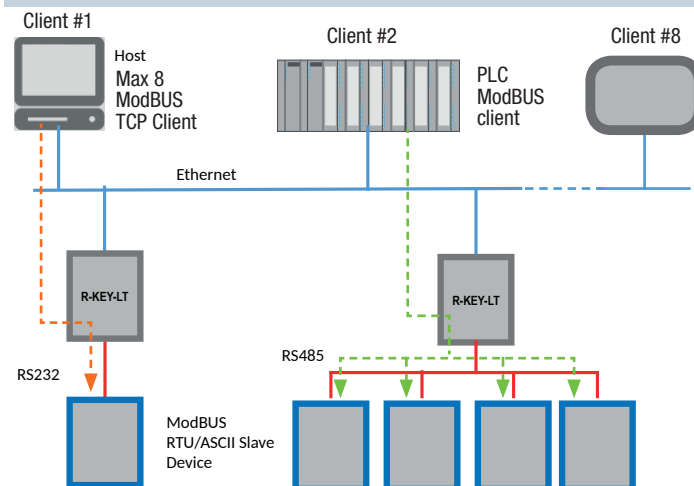 Client #1
Client #2
Client #8
Host
Max 8
ModBUS
TCP Client
PLC
ModBUS
client
Ethernet
R-KEY-LT
R-KEY-LT
RS232
RS485
ModBUS
RTU/ASCII Slave
Device